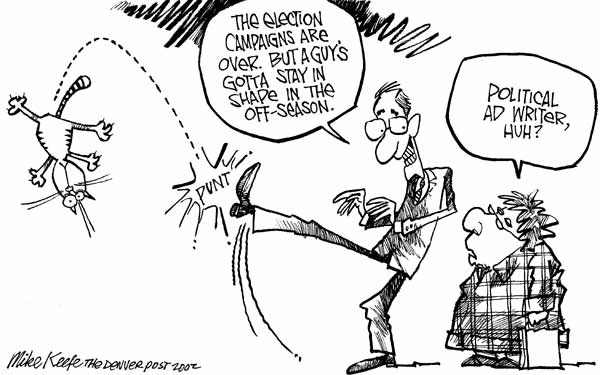 THE ELECTION
CAMPAIGNS ARE
OVER. BUT A GUY'S
GOTTA STAY IN
SHAPE IN THE
OFF-SEASON.
POLITICAL
AD WRITER,
HUH?
PUNT
Mike Keefe THE DENVER POST 2002